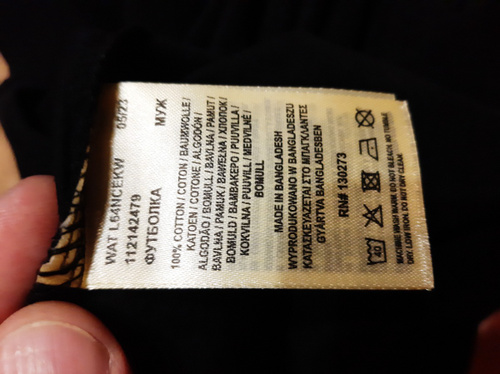 WAT L64NCEKW 05/23
112142479
ФУТБОЛКА МУЖ
100% COTTON / COTON / BAUMWOLLE /
KATOEN / COTONE / ALGODÓN /
ALGODÃO / BOMULL / BAVLNA / PAMUT /
BAVLNA / PAMUK / BAWEŁNA / ХЛОПОК /
BOMULD / ΒΑΜΒΑΚΕΡΟ / PUUVILLA /
KOKVILNA / PUUVILL / MEDVILNĖ /
BOMULL
MADE IN BANGLADESH
WYPRODUKOWANO W BANGLADESZU
ΚΑΤΑΣΚΕΥΑΖΕΤΑΙ ΣΤΟ ΜΠΑΓΚΛΑΝΤΕΣ
GYÁRTVA BANGLADESBEN
RN# 130273
40
MACHINE WASH WARM. DO NOT BLEACH. NO TUMBLE
DRY. LOW IRON. DO NOT DRY CLEAN.